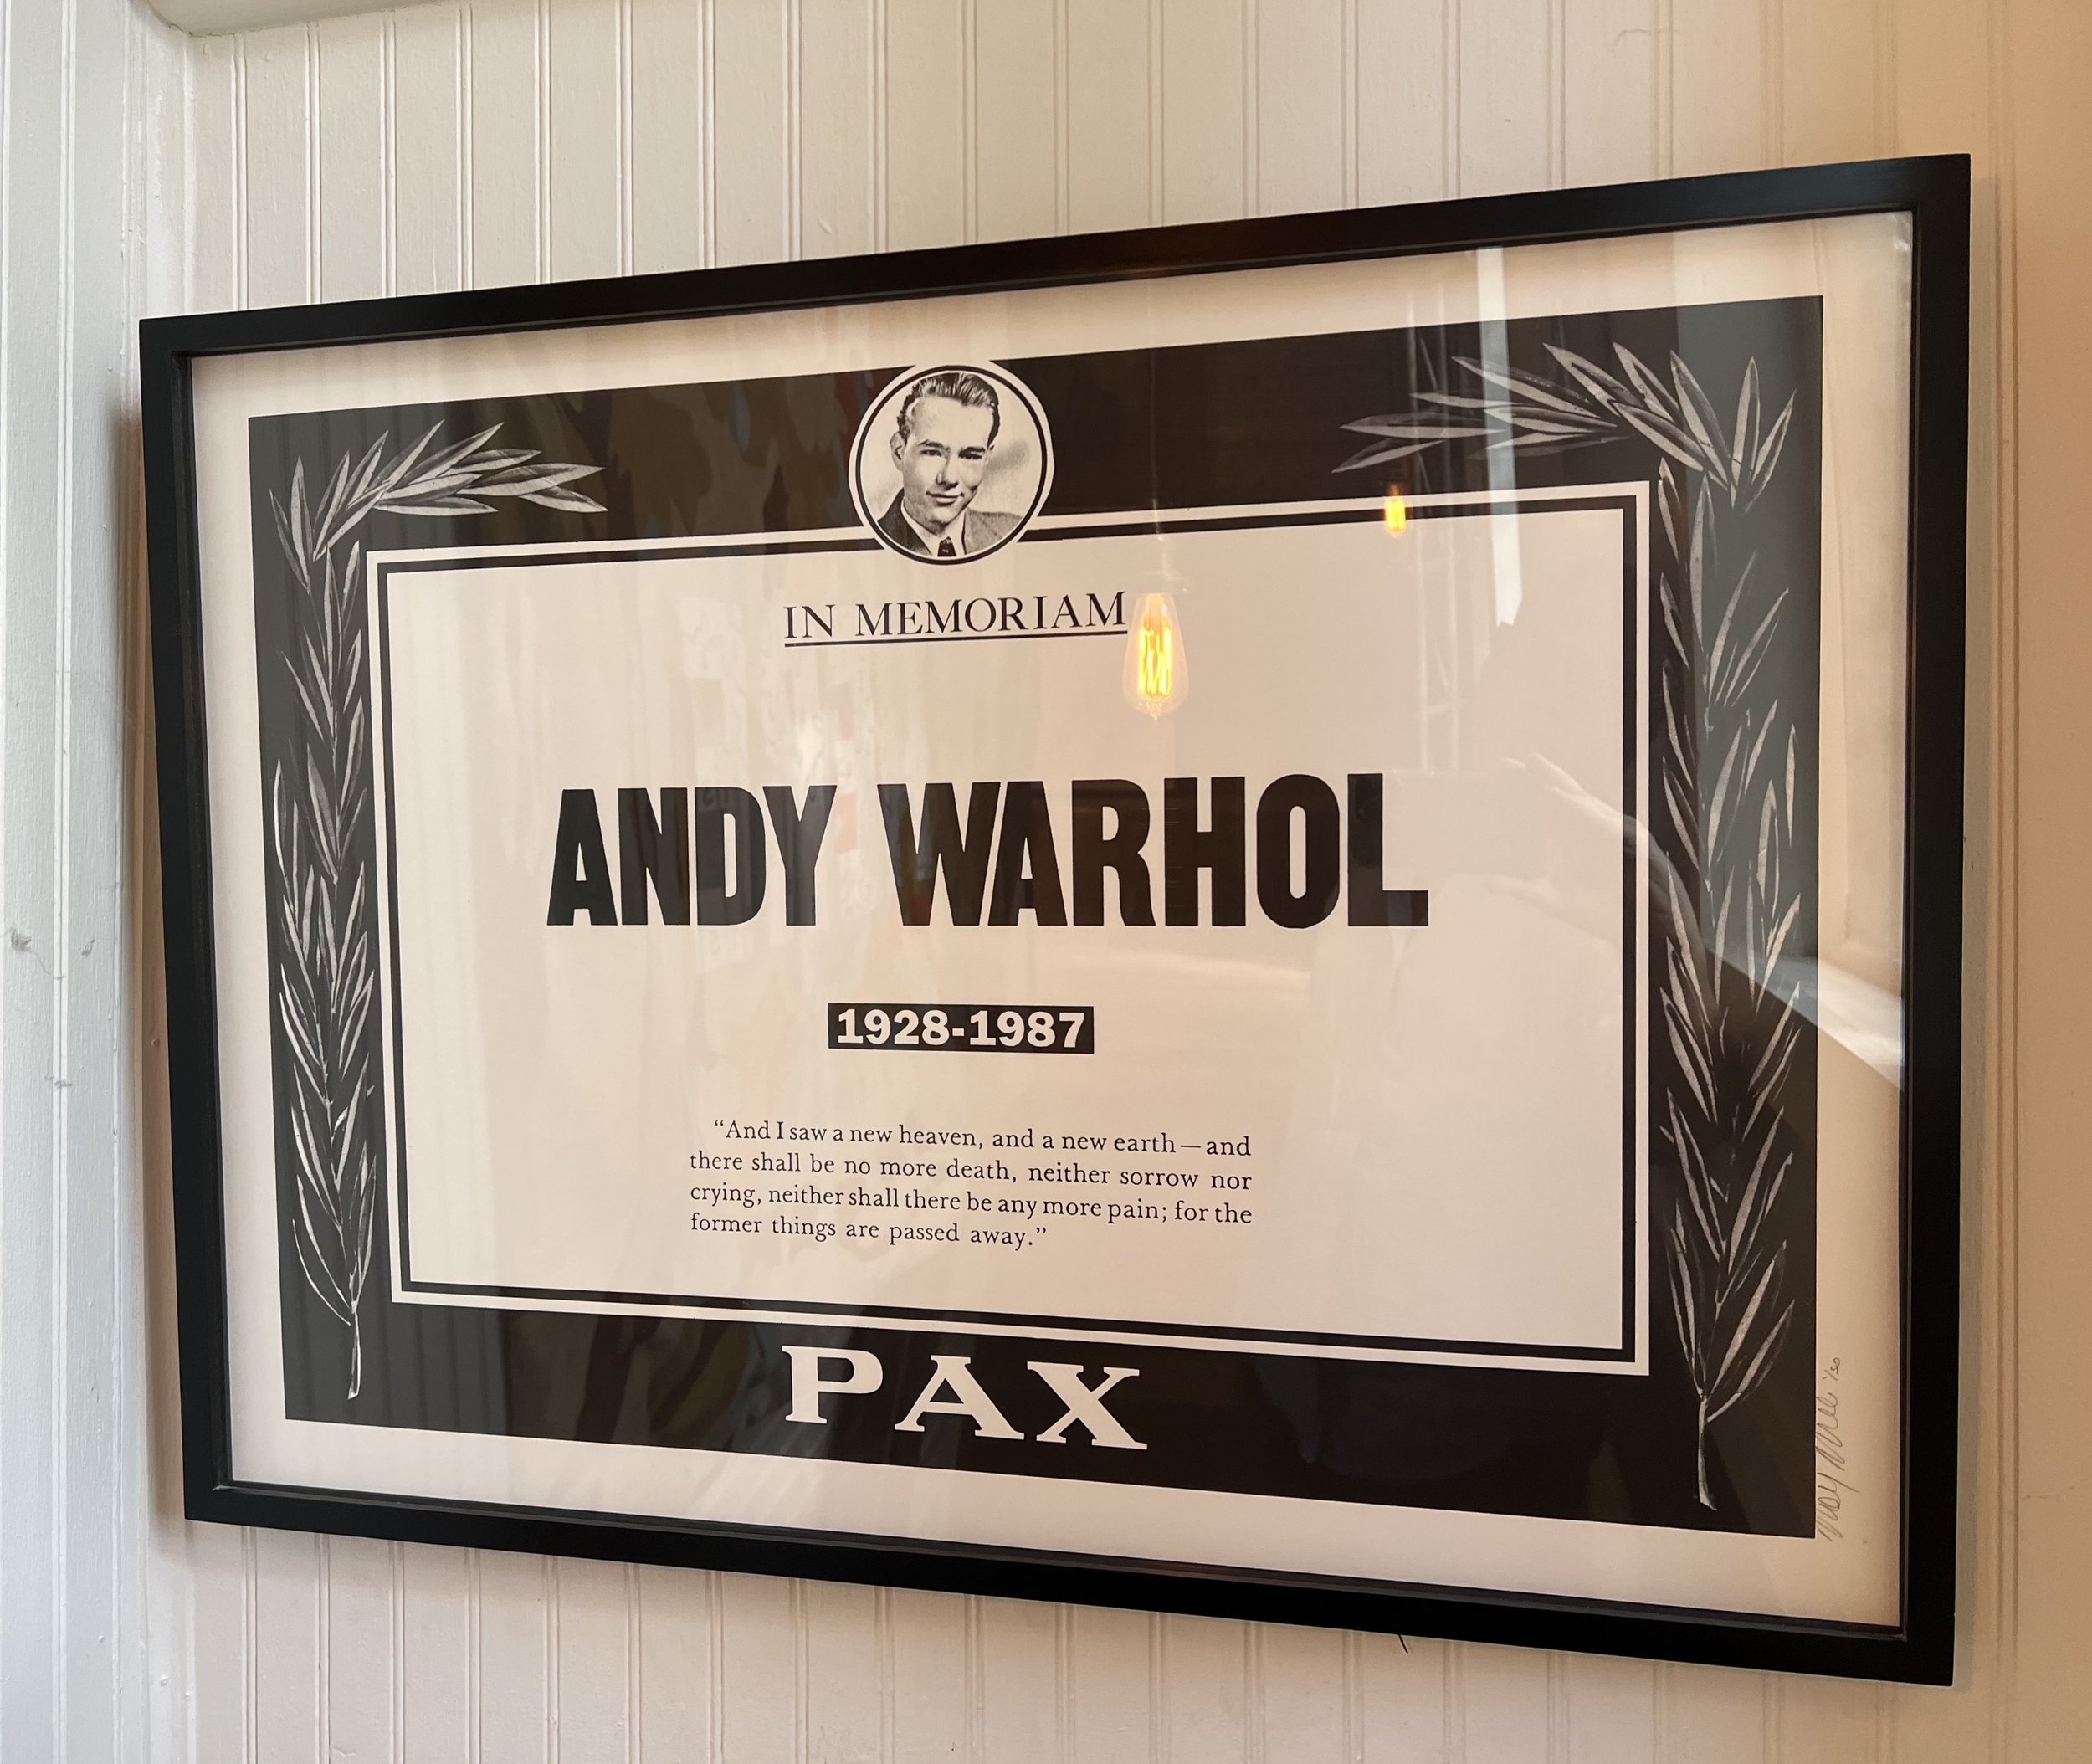 IN MEMORIAM
ANDY WARHOL
1928-1987
“And I saw a new heaven, and a new earth—and
there shall be no more death, neither sorrow nor
crying, neither shall there be any more pain; for the
former things are passed away.”
PAX